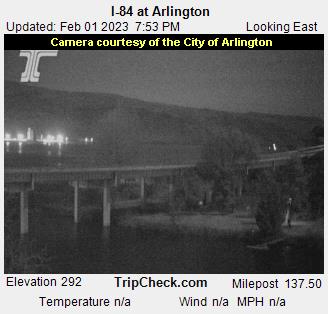 I-84 at Arlington
Updated: Feb 01 2023 7:53 PM Looking East
Camera courtesy of the City of Arlington
Elevation 292 TripCheck.com Milepost 137.50
Temperature n/a Wind n/a MPH n/a